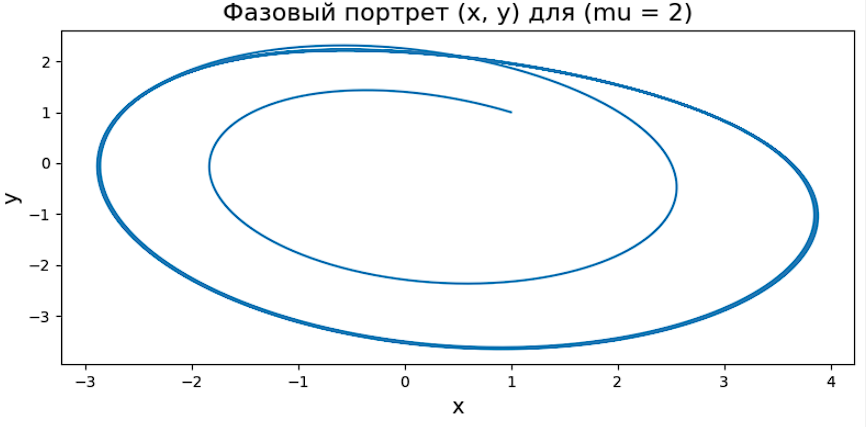 Фазовый портрет (x, y) для (mu = 2)
2
1
0
−1
−2
−3
y
−3 −2 −1 0 1 2 3 4
x